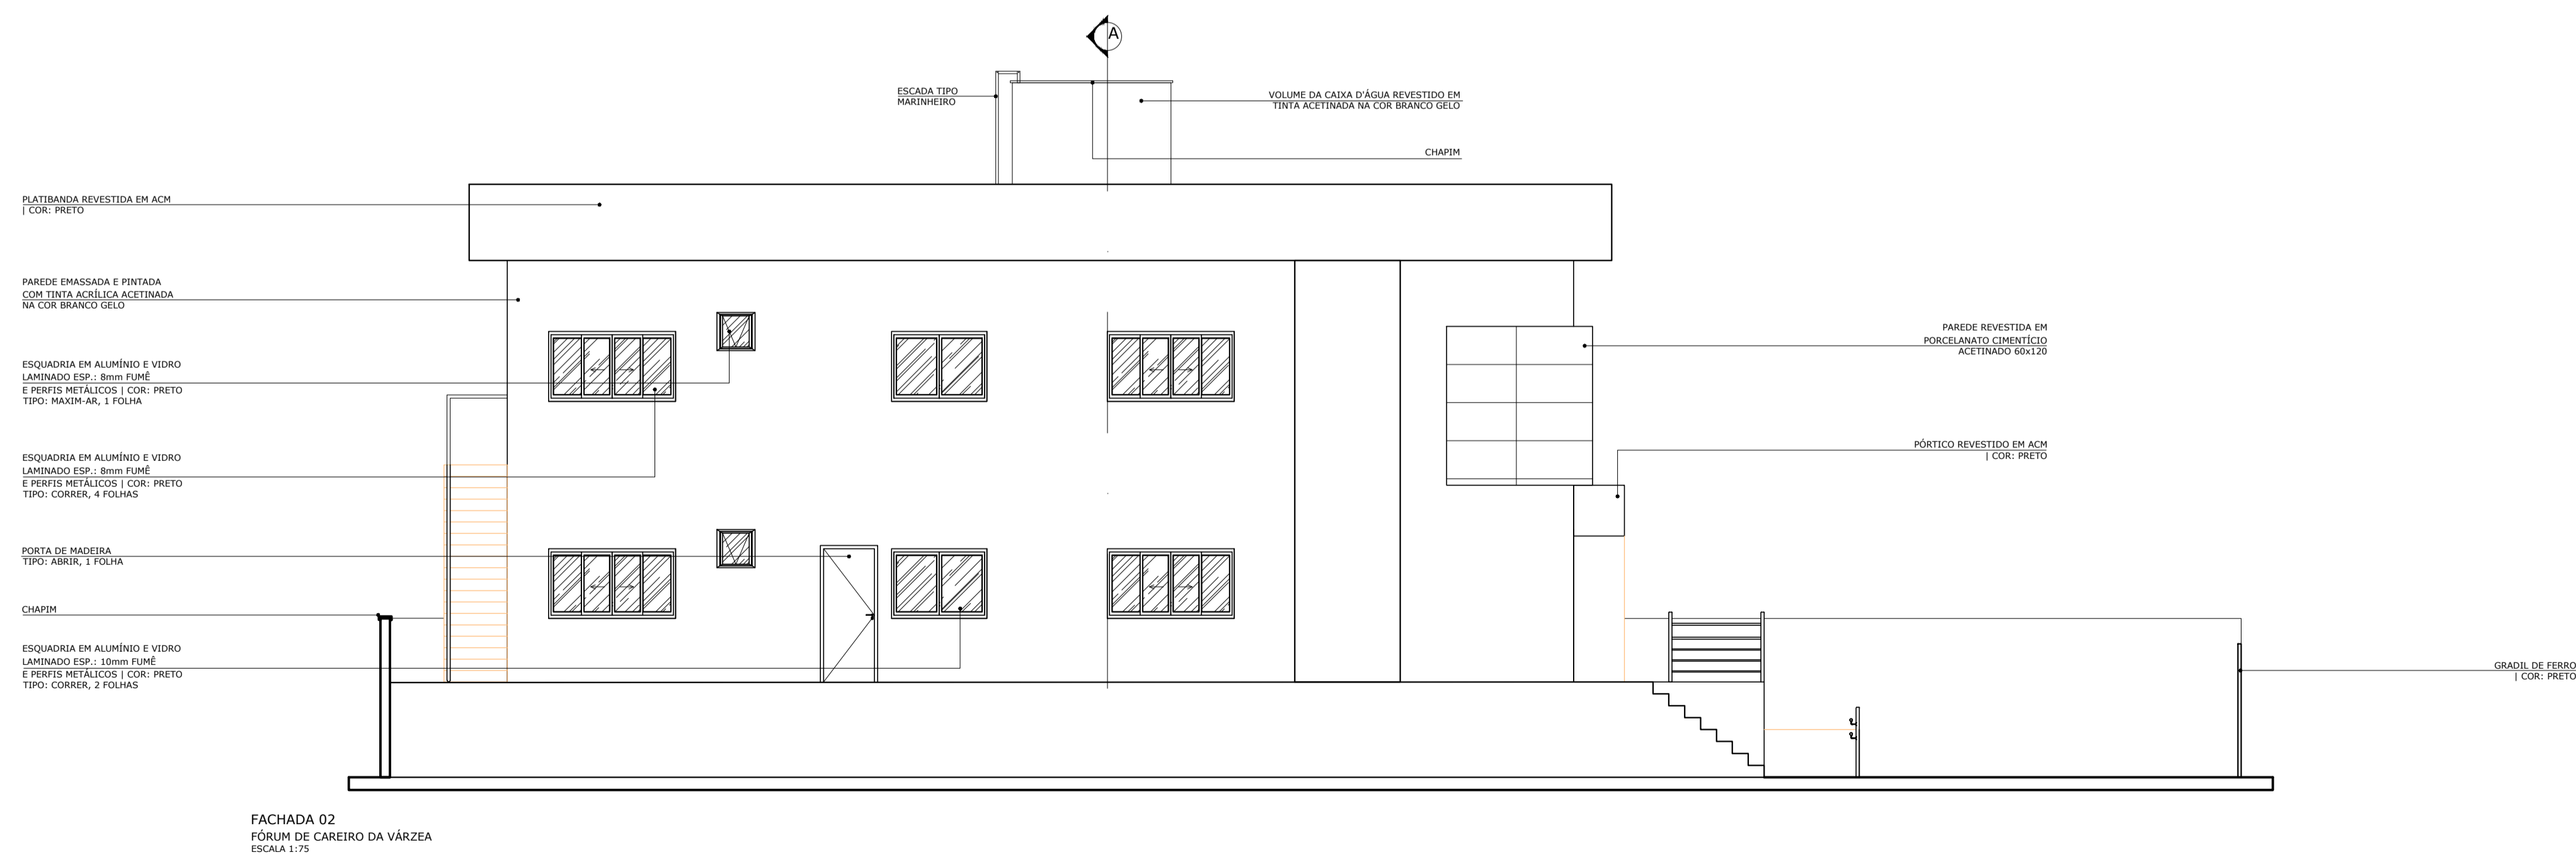 A
ESCADA TIPO
MARINHEIRO
VOLUME DA CAIXA D'ÁGUA REVESTIDO EM
TINTA ACETINADA NA COR BRANCO GELO
CHAPIM
PLATIBANDA REVESTIDA EM ACM
| COR: PRETO
PAREDE EMASSADA E PINTADA
COM TINTA ACRÍLICA ACETINADA
NA COR BRANCO GELO
ESQUADRIA EM ALUMÍNIO E VIDRO
LAMINADO ESP.: 8mm FUMÊ
E PERFIS METÁLICOS | COR: PRETO
TIPO: MAXIM-AR, 1 FOLHA
ESQUADRIA EM ALUMÍNIO E VIDRO
LAMINADO ESP.: 8mm FUMÊ
E PERFIS METÁLICOS | COR: PRETO
TIPO: CORRER, 4 FOLHAS
PORTA DE MADEIRA
TIPO: ABRIR, 1 FOLHA
CHAPIM
ESQUADRIA EM ALUMÍNIO E VIDRO
LAMINADO ESP.: 10mm FUMÊ
E PERFIS METÁLICOS | COR: PRETO
TIPO: CORRER, 2 FOLHAS
PAREDE REVESTIDA EM
PORCELANATO CIMENTÍCIO
ACETINADO 60x120
PÓRTICO REVESTIDO EM ACM
| COR: PRETO
GRADIL DE FERRO
| COR: PRETO
FACHADA 02
FÓRUM DE CAREIRO DA VÁRZEA
ESCALA 1:75